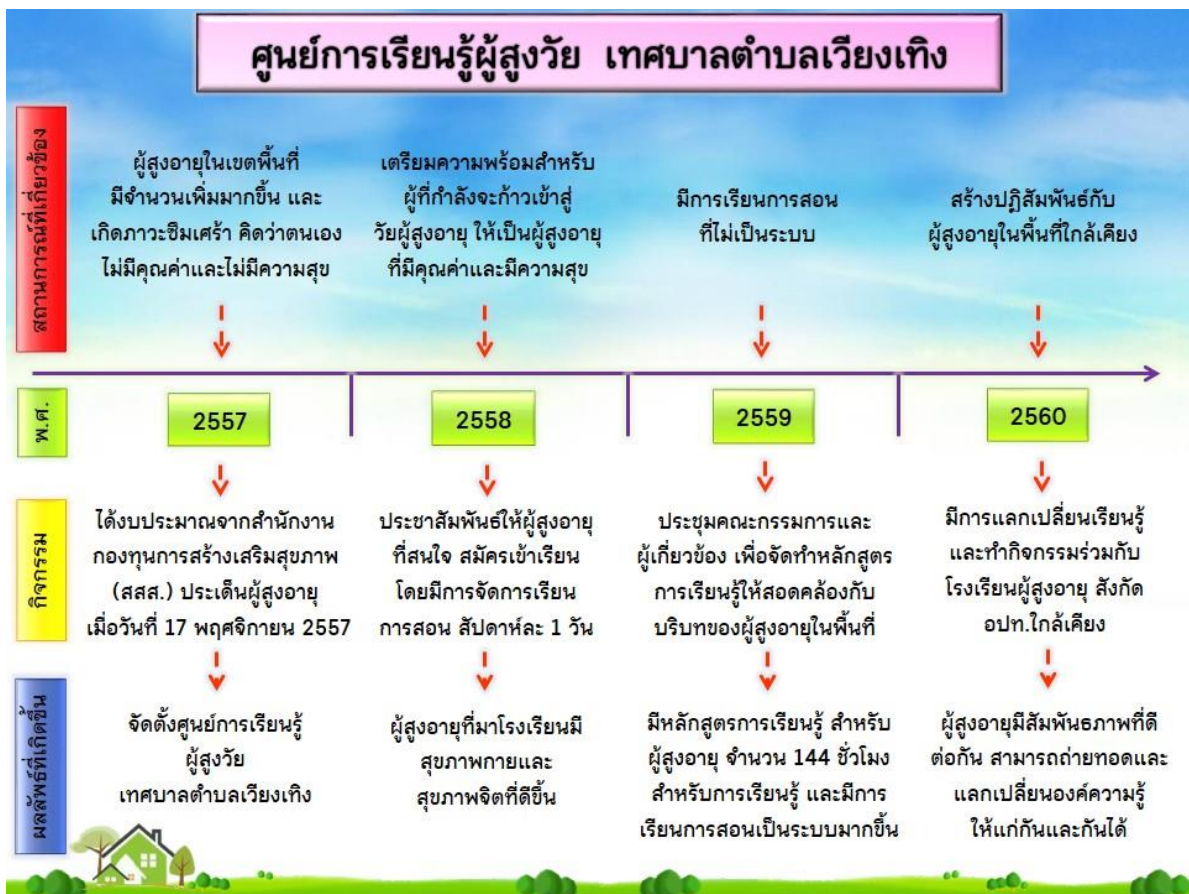 ศูนย์การเรียนรู้ผู้สูงวัย เทศบาลตำบลเวียงเทิง
สถานการณ์ที่เกี่ยวข้อง
ผู้สูงอายุในเขตพื้นที่
มีจำนวนเพิ่มมากขึ้น และ
เกิดภาวะซึมเศร้า คิดว่าตนเอง
ไม่มีคุณค่าและไม่มีความสุข
เตรียมความพร้อมสำหรับ
ผู้ที่กำลังจะก้าวเข้าสู่
วัยผู้สูงอายุ ให้เป็นผู้สูงอายุ
ที่มีคุณค่าและมีความสุข
มีการเรียนการสอน
ที่ไม่เป็นระบบ
สร้างปฏิสัมพันธ์กับ
ผู้สูงอายุในพื้นที่ใกล้เคียง
พ.ศ.
2557
2558
2559
2560
กิจกรรม
ได้งบประมาณจากสำนักงาน
กองทุนการสร้างเสริมสุขภาพ
(สสส.) ประเด็นผู้สูงอายุ
เมื่อวันที่ 17 พฤศจิกายน 2557
ประชาสัมพันธ์ให้ผู้สูงอายุ
ที่สนใจ สมัครเข้าเรียน
โดยมีการจัดการเรียน
การสอน สัปดาห์ละ 1 วัน
ประชุมคณะกรรมการและ
ผู้เกี่ยวข้อง เพื่อจัดทำหลักสูตร
การเรียนรู้ให้สอดคล้องกับ
บริบทของผู้สูงอายุในพื้นที่
มีการแลกเปลี่ยนเรียนรู้
และทำกิจกรรมร่วมกับ
โรงเรียนผู้สูงอายุ สังกัด
อปท.ใกล้เคียง
ผลลัพธ์ที่เกิดขึ้น
จัดตั้งศูนย์การเรียนรู้
ผู้สูงวัย
เทศบาลตำบลเวียงเทิง
ผู้สูงอายุที่มาโรงเรียนมี
สุขภาพกายและ
สุขภาพจิตที่ดีขึ้น
มีหลักสูตรการเรียนรู้ สำหรับ
ผู้สูงอายุ จำนวน 144 ชั่วโมง
สำหรับการเรียนรู้ และมีการ
เรียนการสอนเป็นระบบมากขึ้น
ผู้สูงอายุมีสัมพันธภาพที่ดี
ต่อกัน สามารถถ่ายทอดและ
แลกเปลี่ยนองค์ความรู้
ให้แก่กันและกันได้